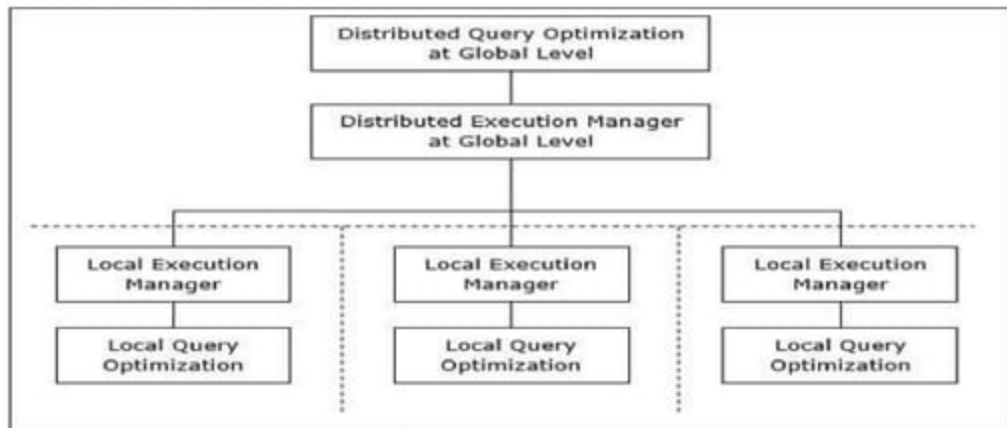 Distributed Query Optimization
at Global Level
Distributed Execution Manager
at Global Level
Local Execution
Manager
Local Execution
Manager
Local Execution
Manager
Local Query
Optimization
Local Query
Optimization
Local Query
Optimization